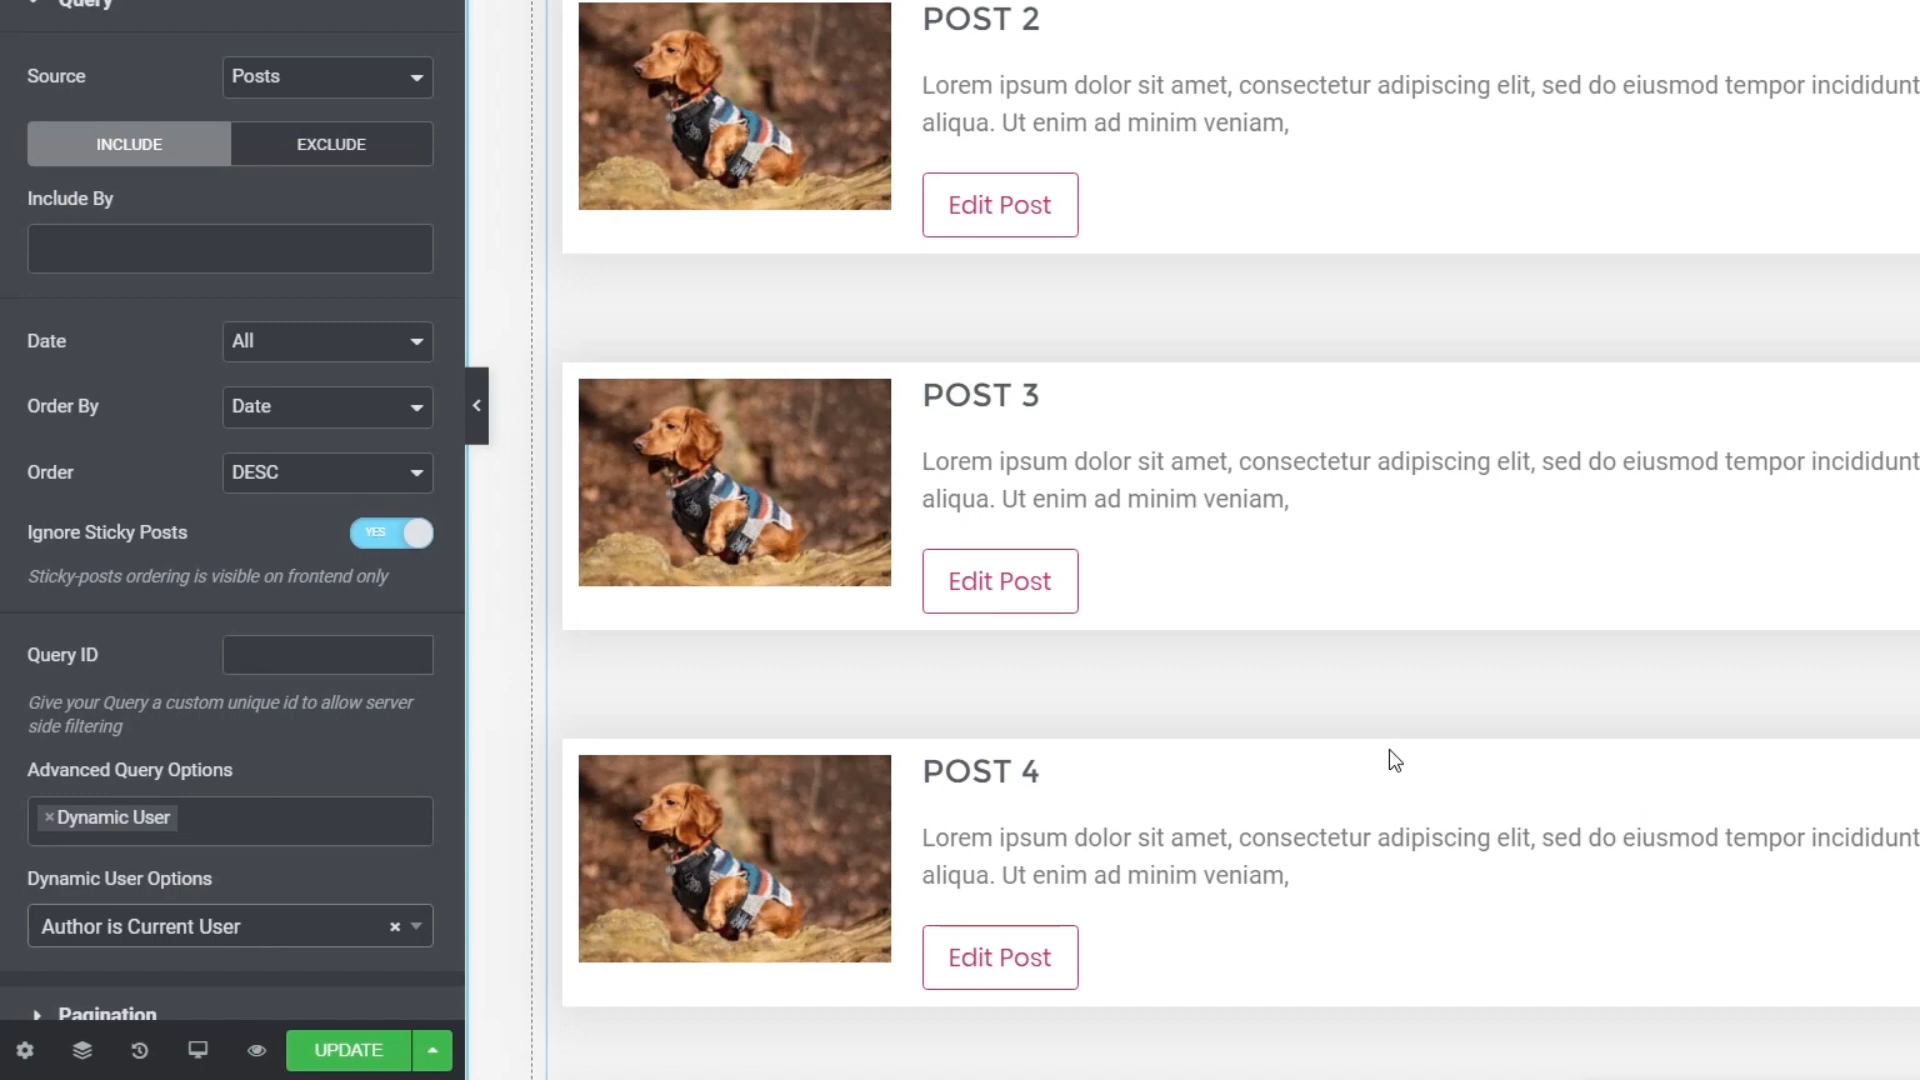 Query
Source
Posts
INCLUDE
EXCLUDE
Include By
Date
All
Order By
Date
Order
DESC
Ignore Sticky Posts
YES
Sticky-posts ordering is visible on frontend only
Query ID
Give your Query a custom unique id to allow server
side filtering
Advanced Query Options
×Dynamic User
Dynamic User Options
Author is Current User ×
Pagination
UPDATE
POST 2
Lorem ipsum dolor sit amet, consectetur adipiscing elit, sed do eiusmod tempor incididunt
aliqua. Ut enim ad minim veniam,
Edit Post
POST 3
Lorem ipsum dolor sit amet, consectetur adipiscing elit, sed do eiusmod tempor incididunt
aliqua. Ut enim ad minim veniam,
Edit Post
POST 4
Lorem ipsum dolor sit amet, consectetur adipiscing elit, sed do eiusmod tempor incididunt
aliqua. Ut enim ad minim veniam,
Edit Post